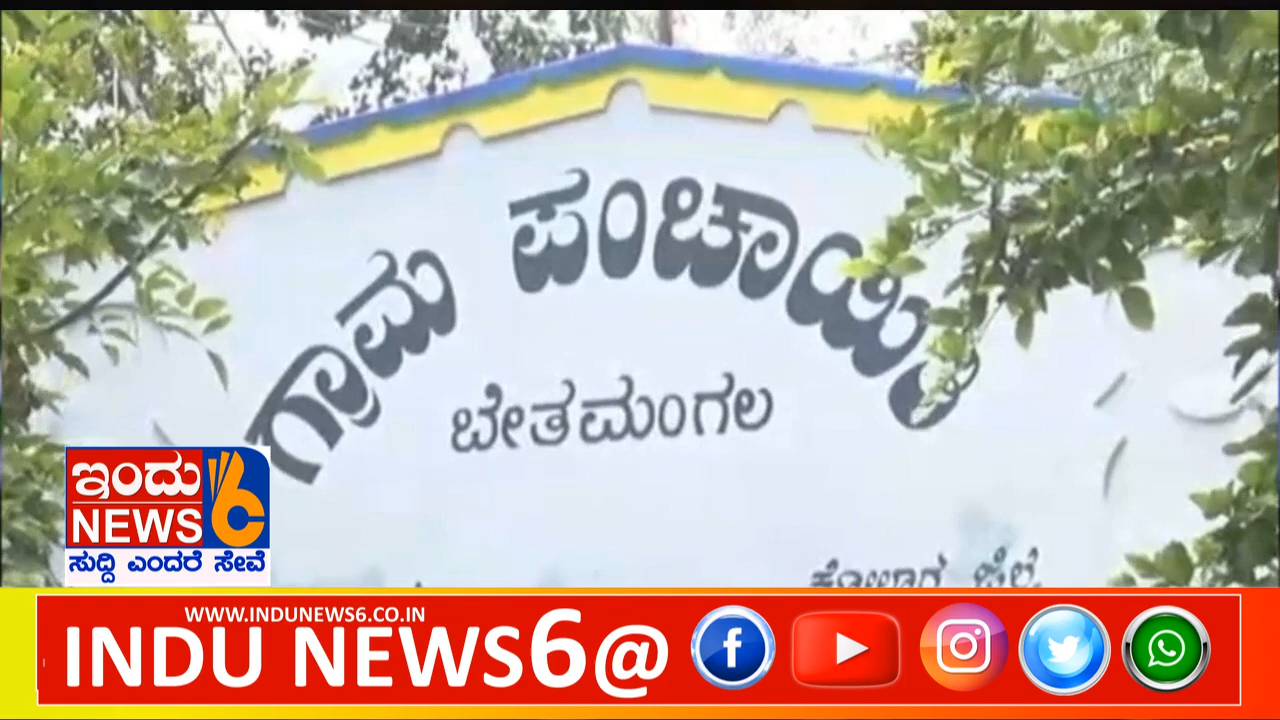 ಗ್ರಾಮ ಪಂಚಾಯಿತಿ
ಬೇತಮಂಗಲ
ಕೋಲಾರ ಜಿಲ್ಲೆ
ಇಂದು
NEWS 6
ಸುದ್ದಿ ಎಂದರೆ ಸೇವೆ
WWW.INDUNEWS6.CO.IN
INDU NEWS6@